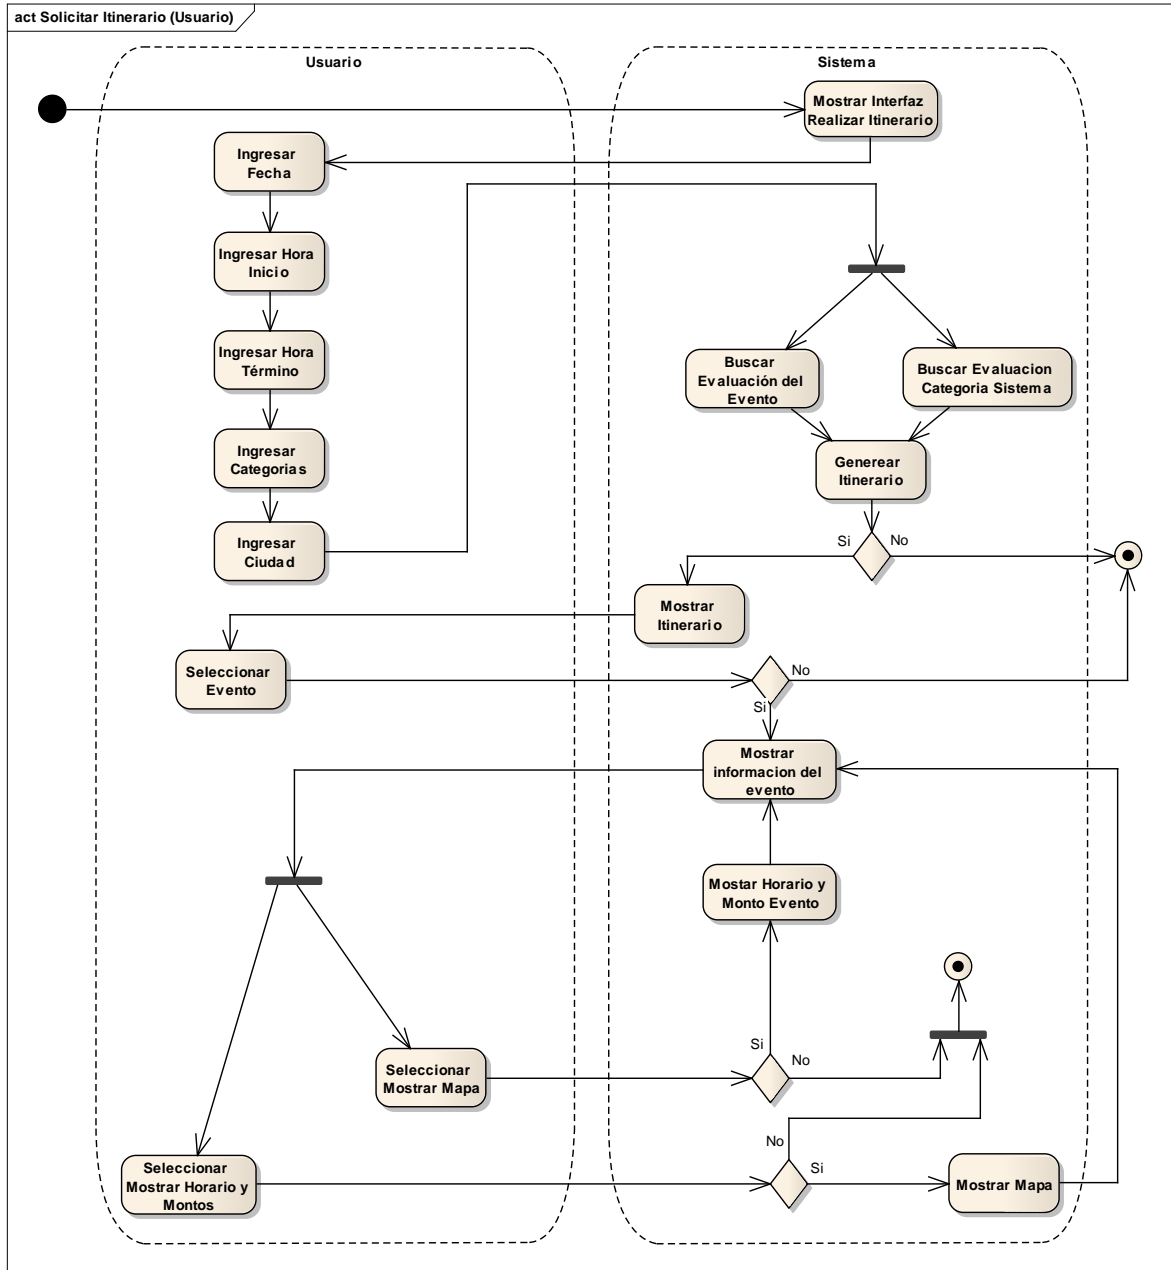 act Solicitar Itinerario (Usuario)
Usuario
Sistema
Mostrar Interfaz
Realizar Itinerario
Ingresar
Fecha
Ingresar Hora
Inicio
Ingresar Hora
Término
Buscar
Evaluación del
Evento
Buscar Evaluacion
Categoria Sistema
Ingresar
Categorias
Generear
Itinerario
Ingresar
Ciudad
Si
No
Mostrar
Itinerario
Seleccionar
Evento
No
Si
Mostrar
informacion del
evento
Mostar Horario y
Monto Evento
Si
No
Seleccionar
Mostrar Mapa
No
Si
Seleccionar
Mostrar Horario y
Montos
Mostrar Mapa